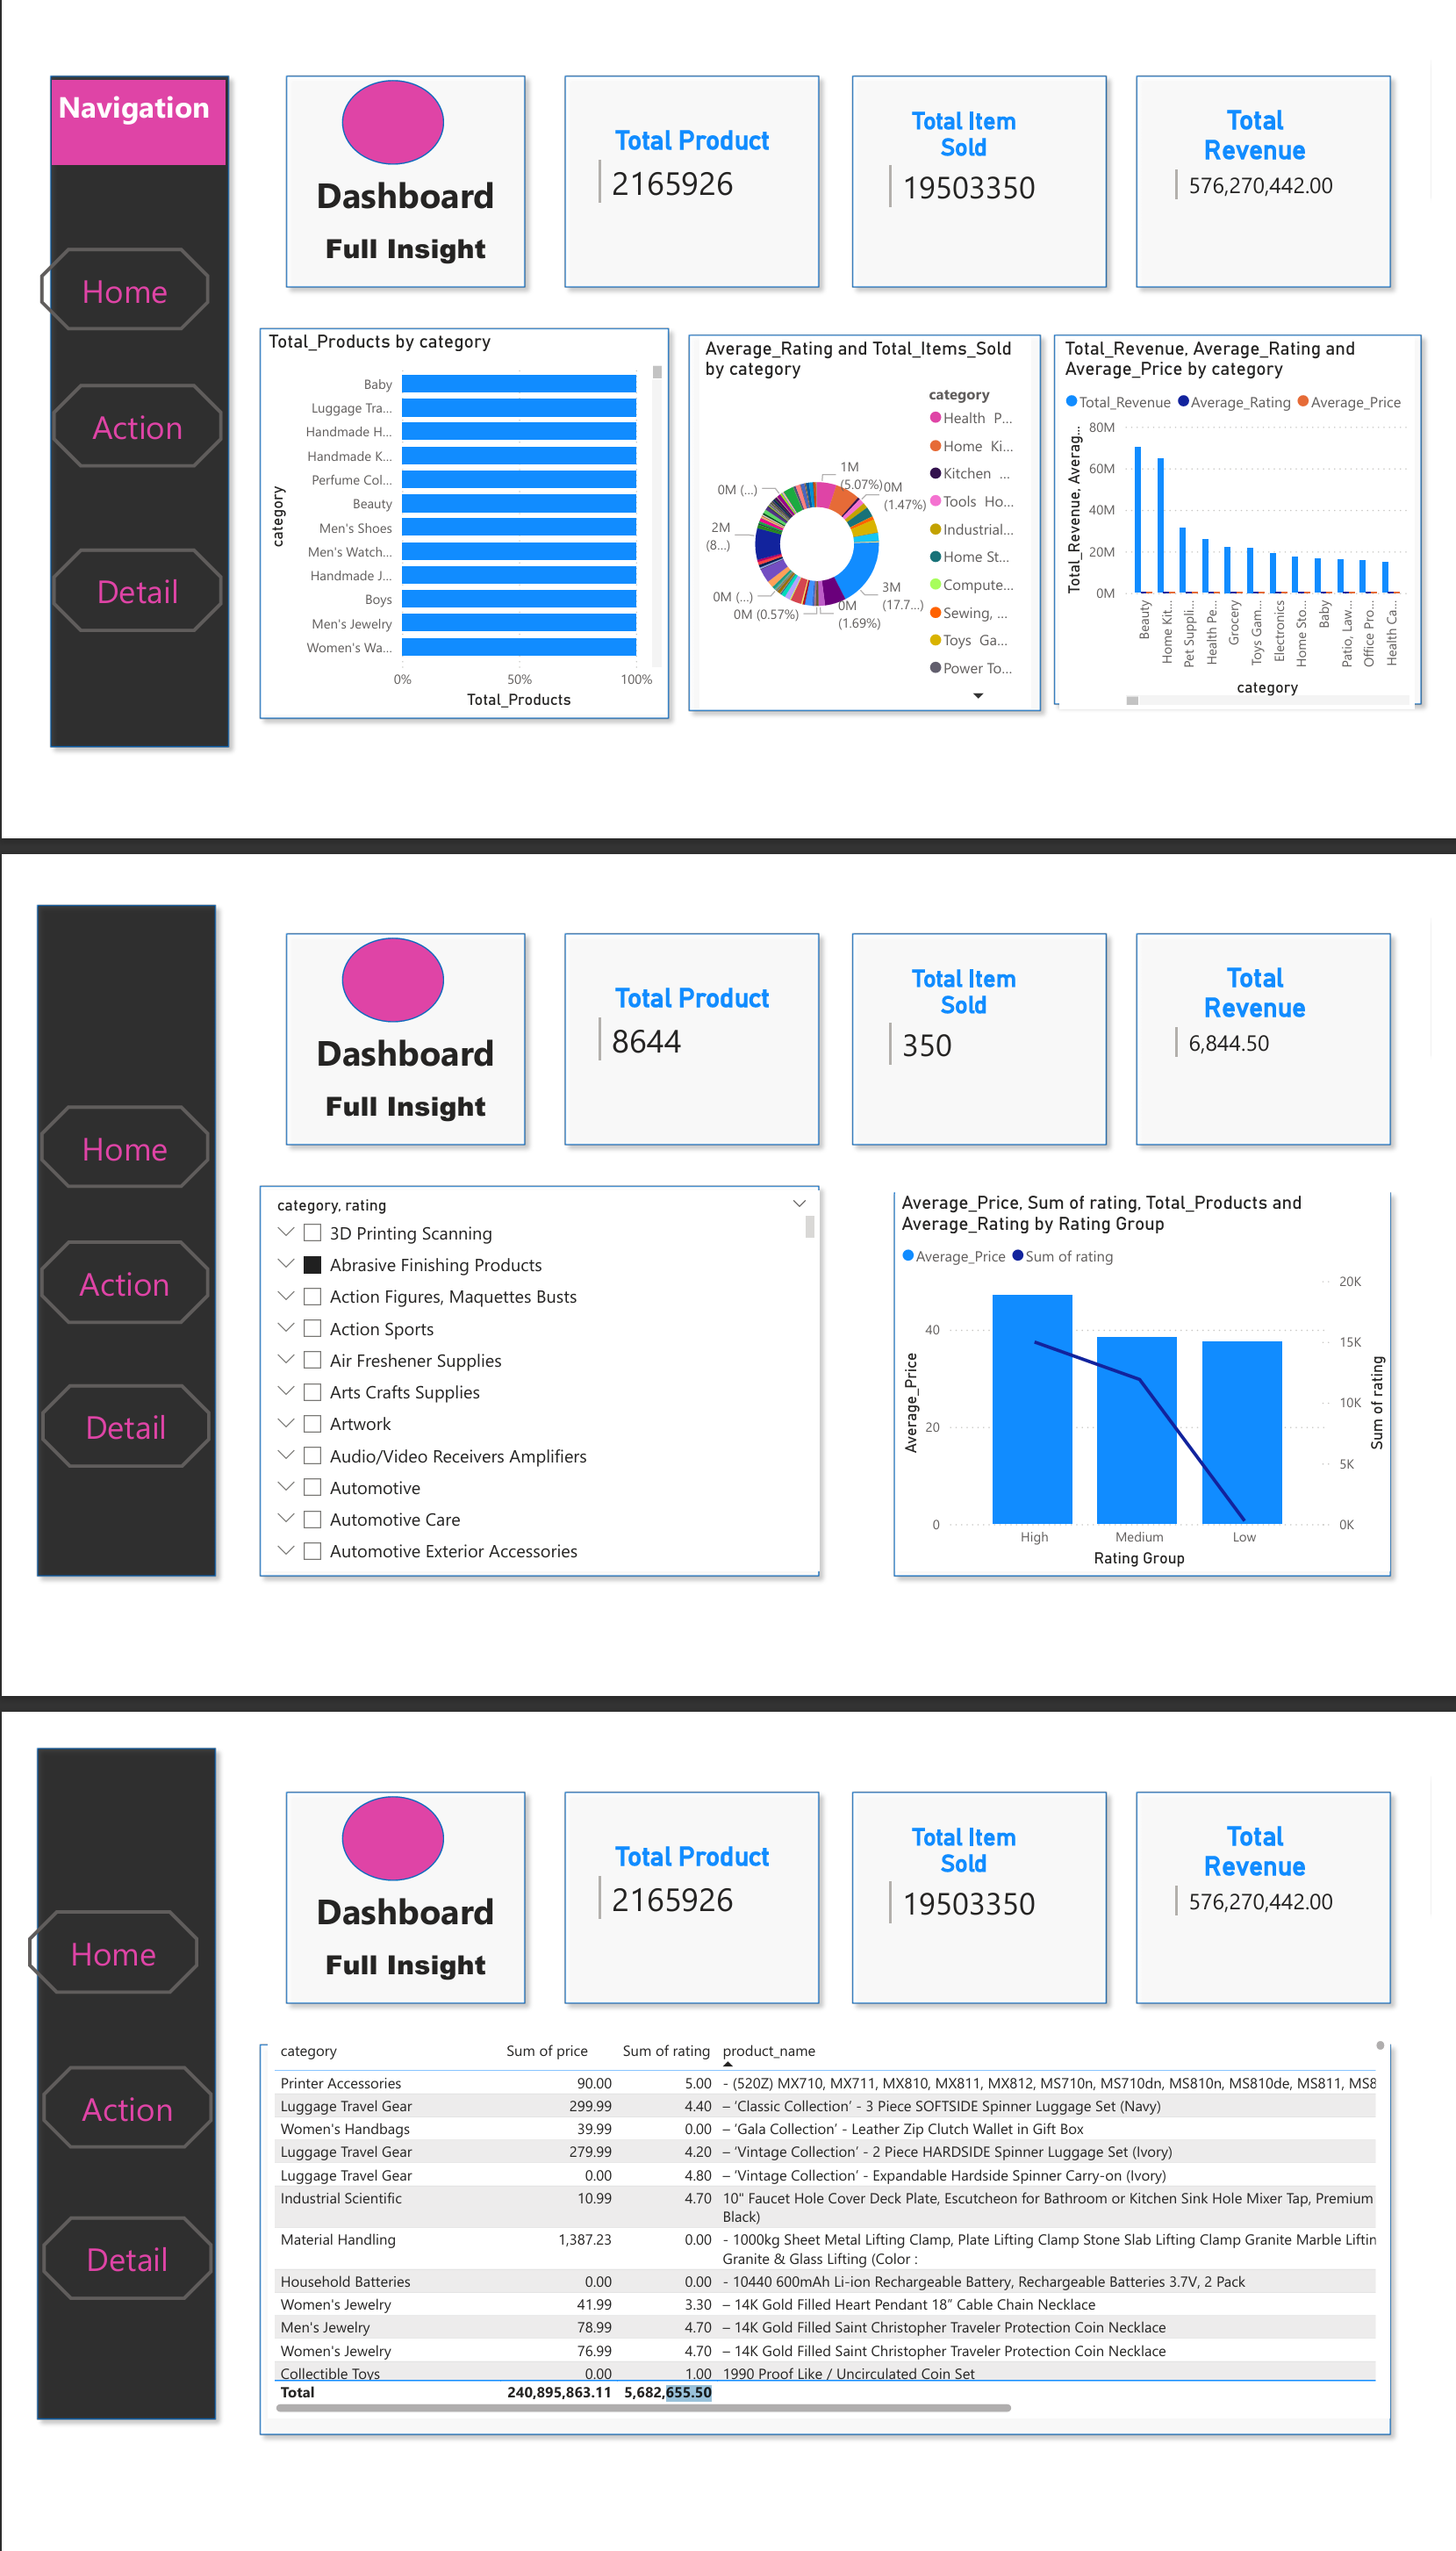 Navigation
Home
Action
Detail
Dashboard
Full Insight
Total Product
2165926
Total Item
Sold
19503350
Total
Revenue
576,270,442.00
Total_Products by category
category
Baby
Luggage Tra...
Handmade H...
Handmade K...
Perfume Col...
Beauty
Men's Shoes
Men's Watch...
Handmade J...
Boys
Men's Jewelry
Women's Wa...
0%
50%
100%
Total_Products
Average_Rating and Total_Items_Sold
by category
category
Health P...
Home Ki...
Kitchen ...
Tools Ho...
Industrial...
Home St...
Compute...
Sewing, ...
Toys Ga...
Power To...
1M
(5.07%)
0M
(1.47%)
3M
(17.7...)
0M
(1.69%)
0M (0.57%)
0M (...)
2M
(8...)
0M (...)
Total_Revenue, Average_Rating and
Average_Price by category
Total_Revenue Average_Rating Average_Price
Total_Revenue, Averag...
80M
60M
40M
20M
0M
Beauty
Home Kit...
Pet Suppli...
Health Pe...
Grocery
Toys Gam...
Electronics
Home Sto...
Baby
Patio, Law...
Office Pro...
Health Ca...
category
Home
Action
Detail
Dashboard
Full Insight
Total Product
8644
Total Item
Sold
350
Total
Revenue
6,844.50
category, rating
3D Printing Scanning
Abrasive Finishing Products
Action Figures, Maquettes Busts
Action Sports
Air Freshener Supplies
Arts Crafts Supplies
Artwork
Audio/Video Receivers Amplifiers
Automotive
Automotive Care
Automotive Exterior Accessories
Average_Price, Sum of rating, Total_Products and
Average_Rating by Rating Group
Average_Price Sum of rating
Average_Price
40
20
0
20K
15K
10K
5K
0K
Sum of rating
High
Medium
Low
Rating Group
Home
Action
Detail
Dashboard
Full Insight
Total Product
2165926
Total Item
Sold
19503350
Total
Revenue
576,270,442.00
category Sum of price Sum of rating product_name
Printer Accessories 90.00 5.00 - (520Z) MX710, MX711, MX810, MX811, MX812, MS710n, MS710dn, MS810n, MS810de, MS811, MS8
Luggage Travel Gear 299.99 4.40 – ‘Classic Collection’ - 3 Piece SOFTSIDE Spinner Luggage Set (Navy)
Women's Handbags 39.99 0.00 – ‘Gala Collection’ - Leather Zip Clutch Wallet in Gift Box
Luggage Travel Gear 279.99 4.20 – ‘Vintage Collection’ - 2 Piece HARDSIDE Spinner Luggage Set (Ivory)
Luggage Travel Gear 0.00 4.80 – ‘Vintage Collection’ - Expandable Hardside Spinner Carry-on (Ivory)
Industrial Scientific 10.99 4.70 10" Faucet Hole Cover Deck Plate, Escutcheon for Bathroom or Kitchen Sink Hole Mixer Tap, Premium
Black)
Material Handling 1,387.23 0.00 - 1000kg Sheet Metal Lifting Clamp, Plate Lifting Clamp Stone Slab Lifting Clamp Granite Marble Liftin
Granite & Glass Lifting (Color :
Household Batteries 0.00 0.00 - 10440 600mAh Li-ion Rechargeable Battery, Rechargeable Batteries 3.7V, 2 Pack
Women's Jewelry 41.99 3.30 – 14K Gold Filled Heart Pendant 18” Cable Chain Necklace
Men's Jewelry 78.99 4.70 – 14K Gold Filled Saint Christopher Traveler Protection Coin Necklace
Women's Jewelry 76.99 4.70 – 14K Gold Filled Saint Christopher Traveler Protection Coin Necklace
Collectible Toys 0.00 1.00 1990 Proof Like / Uncirculated Coin Set
Total 240,895,863.11 5,682,655.50